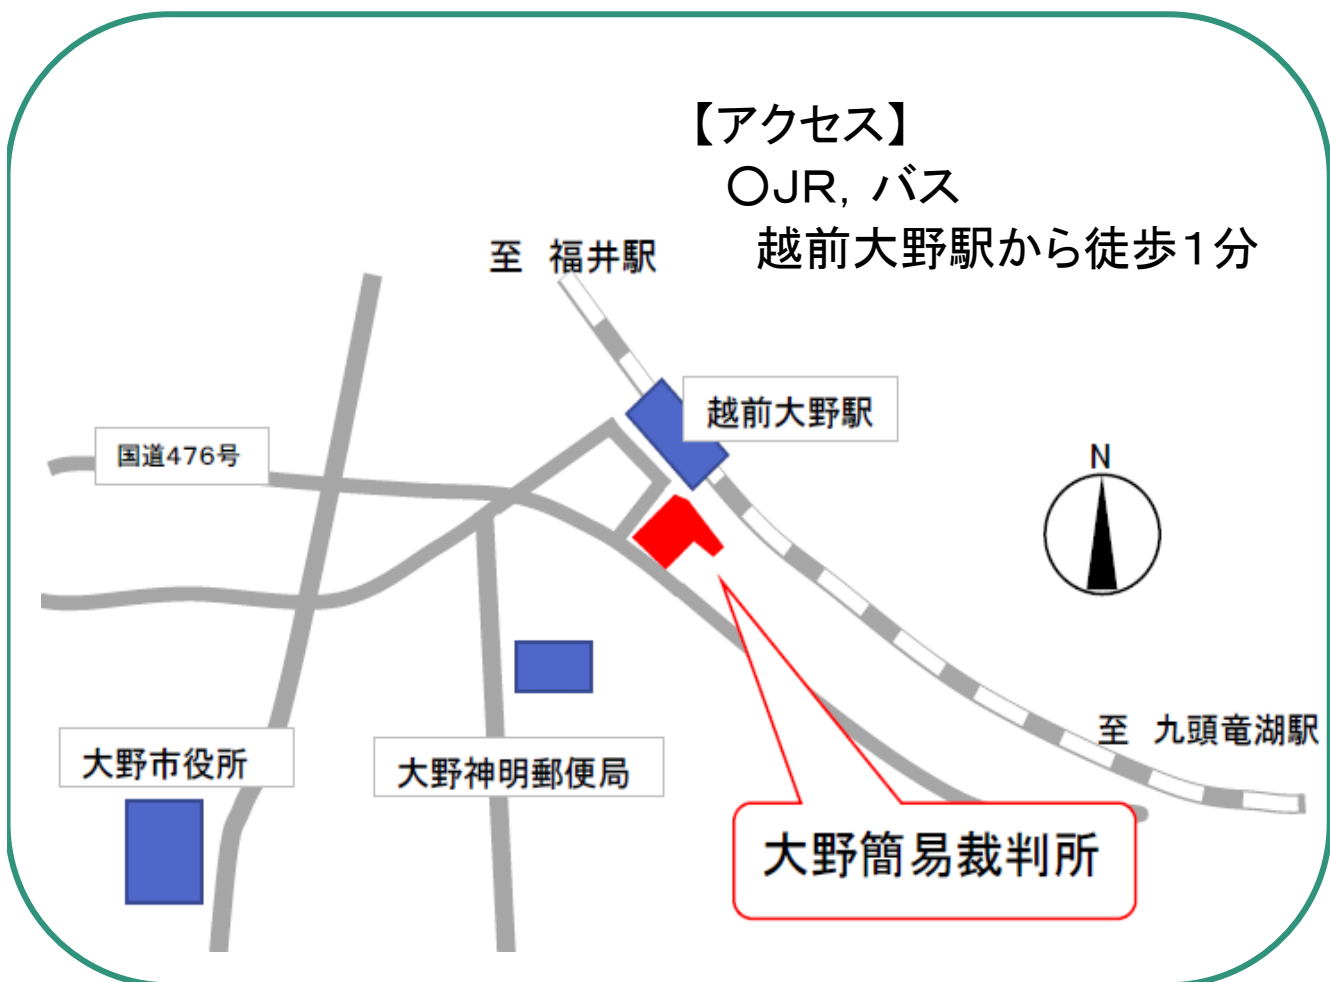 【アクセス】
○JR，バス
越前大野駅から徒歩１分
至　福井駅
越前大野駅
国道476号
N
至　九頭竜湖駅
大野市役所
大野神明郵便局
大野簡易裁判所